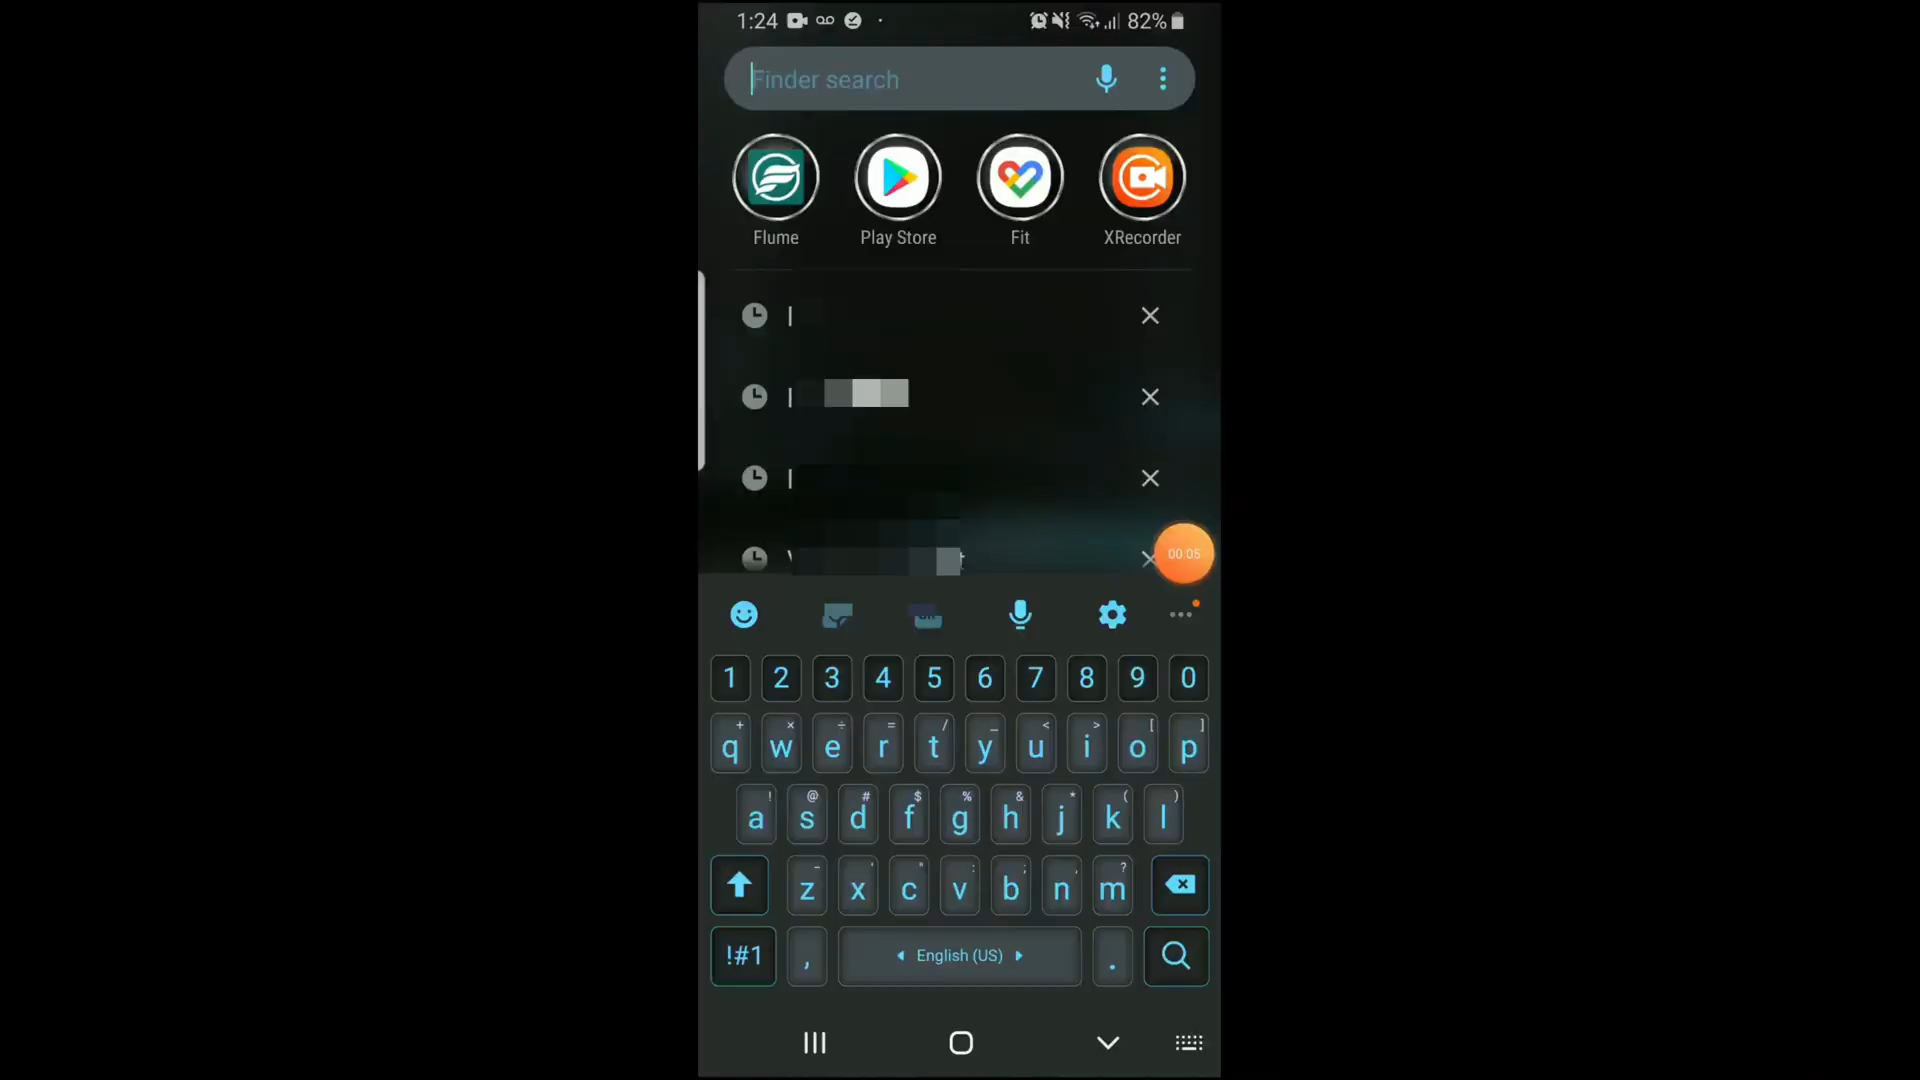 1:24 82%
Finder search
Flume Play Store Fit XRecorder
00:05
1 2 3 4 5 6 7 8 9 0
+ × ÷ = / _ < > [ ]
q w e r t y u i o p
! @ # $ % & * ( )
a s d f g h j k l
- ' " : ; , ?
z x c v b n m
!#1 , English (US) .